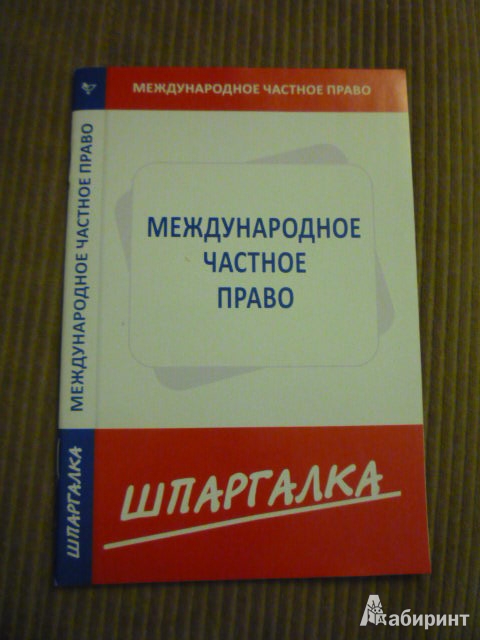 МЕЖДУНАРОДНОЕ ЧАСТНОЕ ПРАВО
МЕЖДУНАРОДНОЕ ЧАСТНОЕ ПРАВО
МЕЖДУНАРОДНОЕ
ЧАСТНОЕ
ПРАВО
ШПАРГАЛКА
ШПАРГАЛКА
Лабиринт